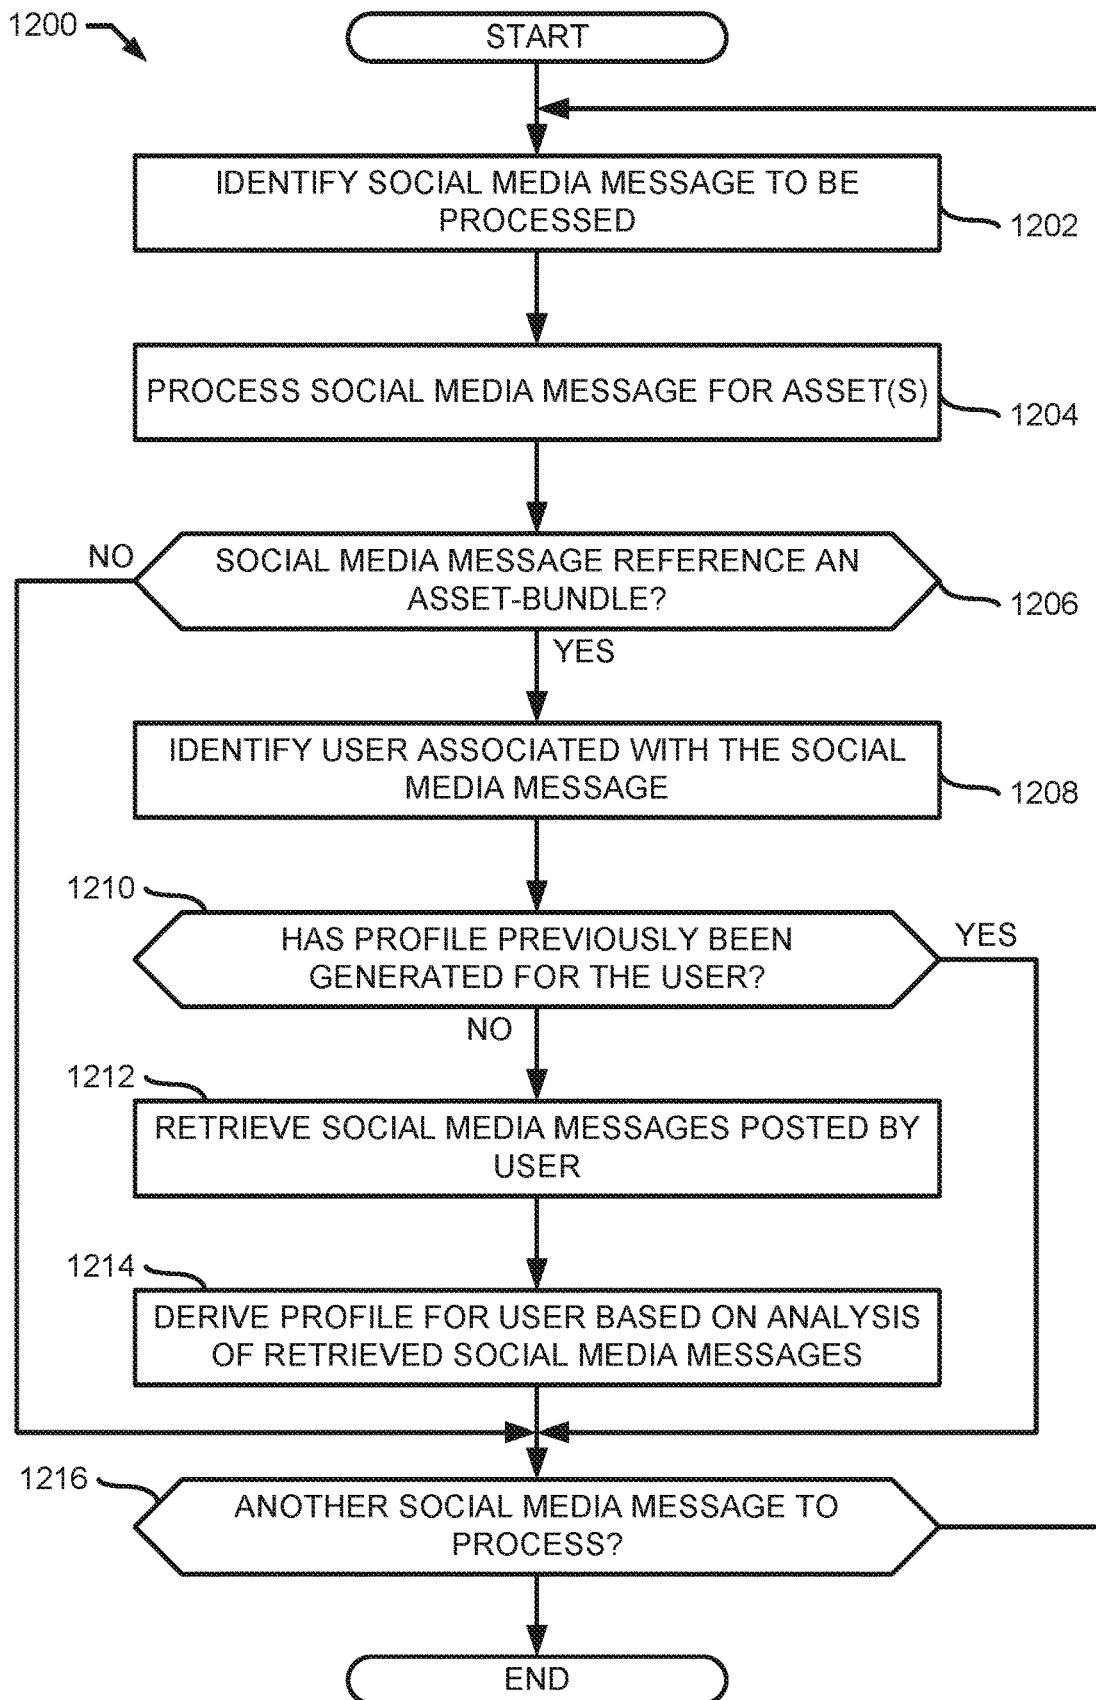 1200
START
IDENTIFY SOCIAL MEDIA MESSAGE TO BE
PROCESSED
1202
PROCESS SOCIAL MEDIA MESSAGE FOR ASSET(S)
1204
NO
SOCIAL MEDIA MESSAGE REFERENCE AN
ASSET-BUNDLE?
1206
YES
IDENTIFY USER ASSOCIATED WITH THE SOCIAL
MEDIA MESSAGE
1208
1210
HAS PROFILE PREVIOUSLY BEEN
GENERATED FOR THE USER?
YES
NO
1212
RETRIEVE SOCIAL MEDIA MESSAGES POSTED BY
USER
1214
DERIVE PROFILE FOR USER BASED ON ANALYSIS
OF RETRIEVED SOCIAL MEDIA MESSAGES
1216
ANOTHER SOCIAL MEDIA MESSAGE TO
PROCESS?
END